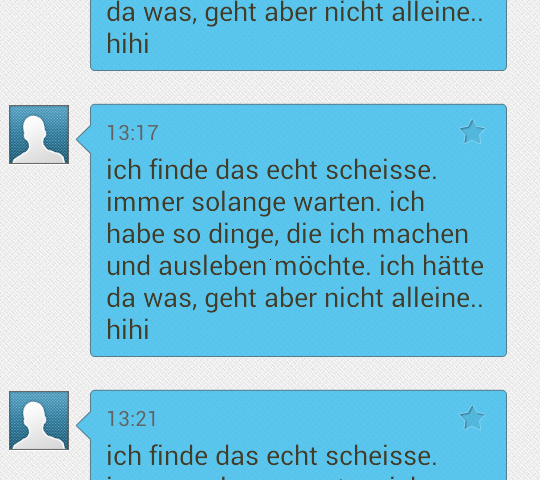 da was, geht aber nicht alleine..
hihi
13:17
ich finde das echt scheisse.
immer solange warten. ich
habe so dinge, die ich machen
und ausleben möchte. ich hätte
da was, geht aber nicht alleine..
hihi
13:21
ich finde das echt scheisse.